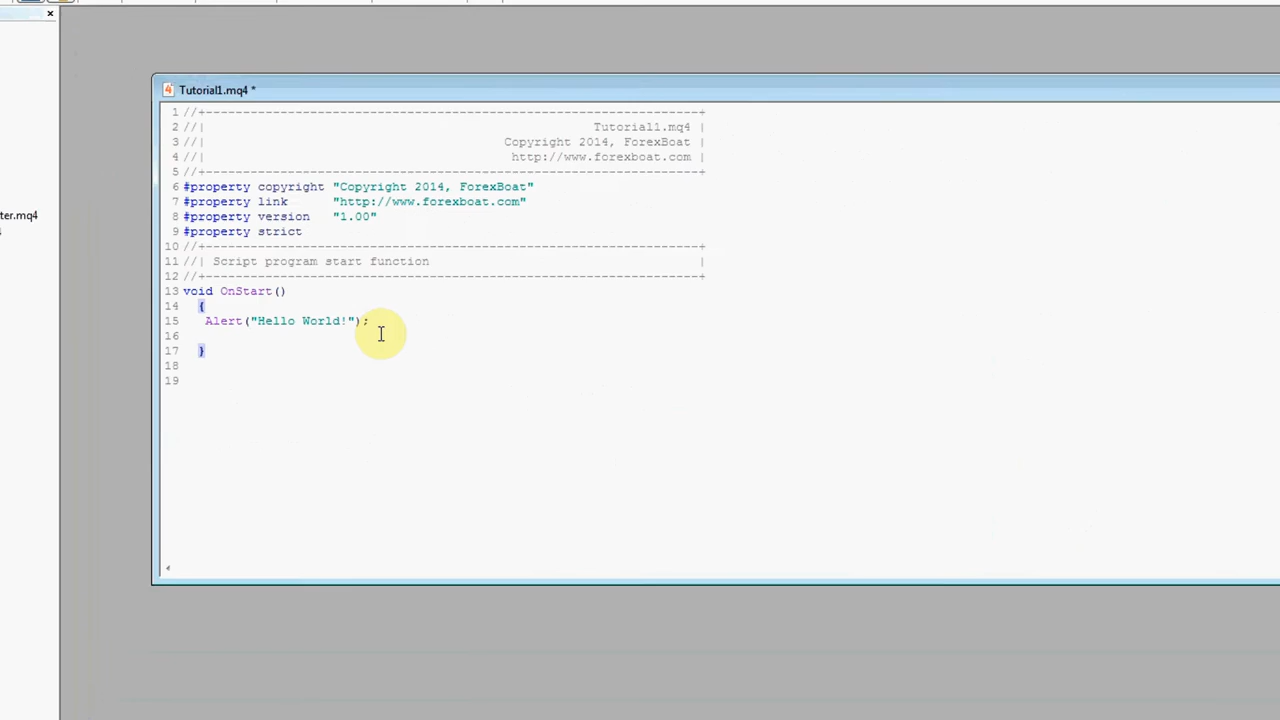 Tutorial1.mq4 *
1 //+------------------------------------------------------------------+
2 //| Tutorial1.mq4 |
3 //| Copyright 2014, ForexBoat |
4 //| http://www.forexboat.com |
5 //+------------------------------------------------------------------+
6 #property copyright "Copyright 2014, ForexBoat"
7 #property link "http://www.forexboat.com"
8 #property version "1.00"
9 #property strict
10 //+------------------------------------------------------------------+
11 //| Script program start function |
12 //+------------------------------------------------------------------+
13 void OnStart()
14 {
15 Alert("Hello World!");
16
ter.mq4
17 }
18
19